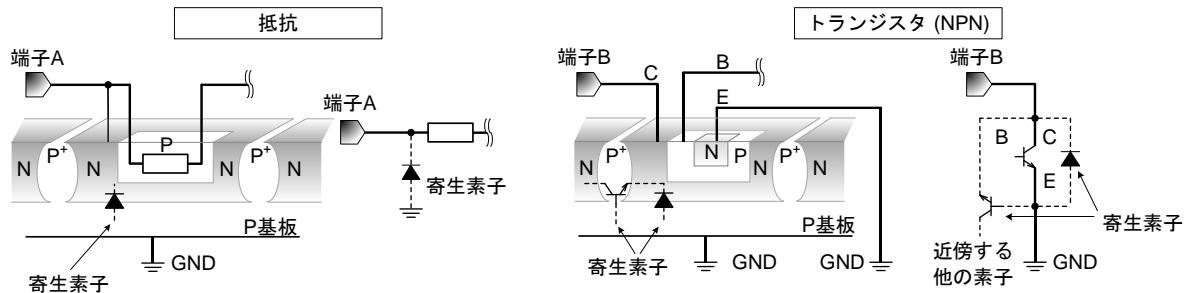 抵抗
トランジスタ (NPN)
端子A
端子A
P
N
P+
N
N
P+
N
寄生素子
P基板
GND
寄生素子
端子B
C
B
E
N
P+
N
N
P
N
P+
N
P基板
寄生素子
GND
GND
端子B
B
C
E
寄生素子
近傍する
他の素子
GND